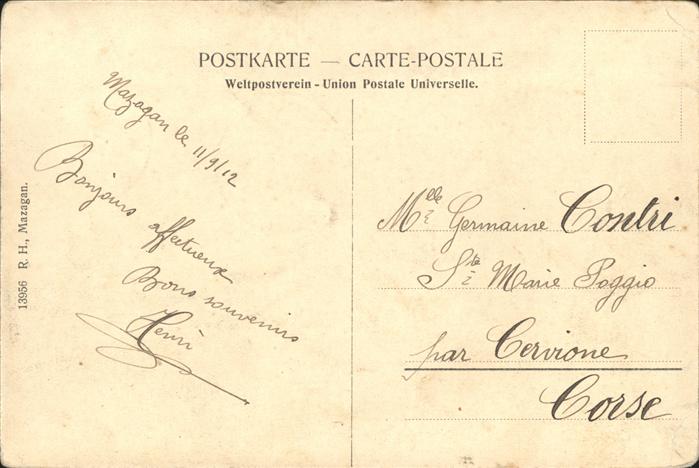 POSTKARTE — CARTE-POSTALE
Weltpostverein - Union Postale Universelle.
Mazagan le 11/9/12
Bonjours
affectueux
Bons souvenirs
Henri
Mlle Germaine Contri
Ste Marie Poggio
par Cervione
Corse
13956 R. H., Mazagan.